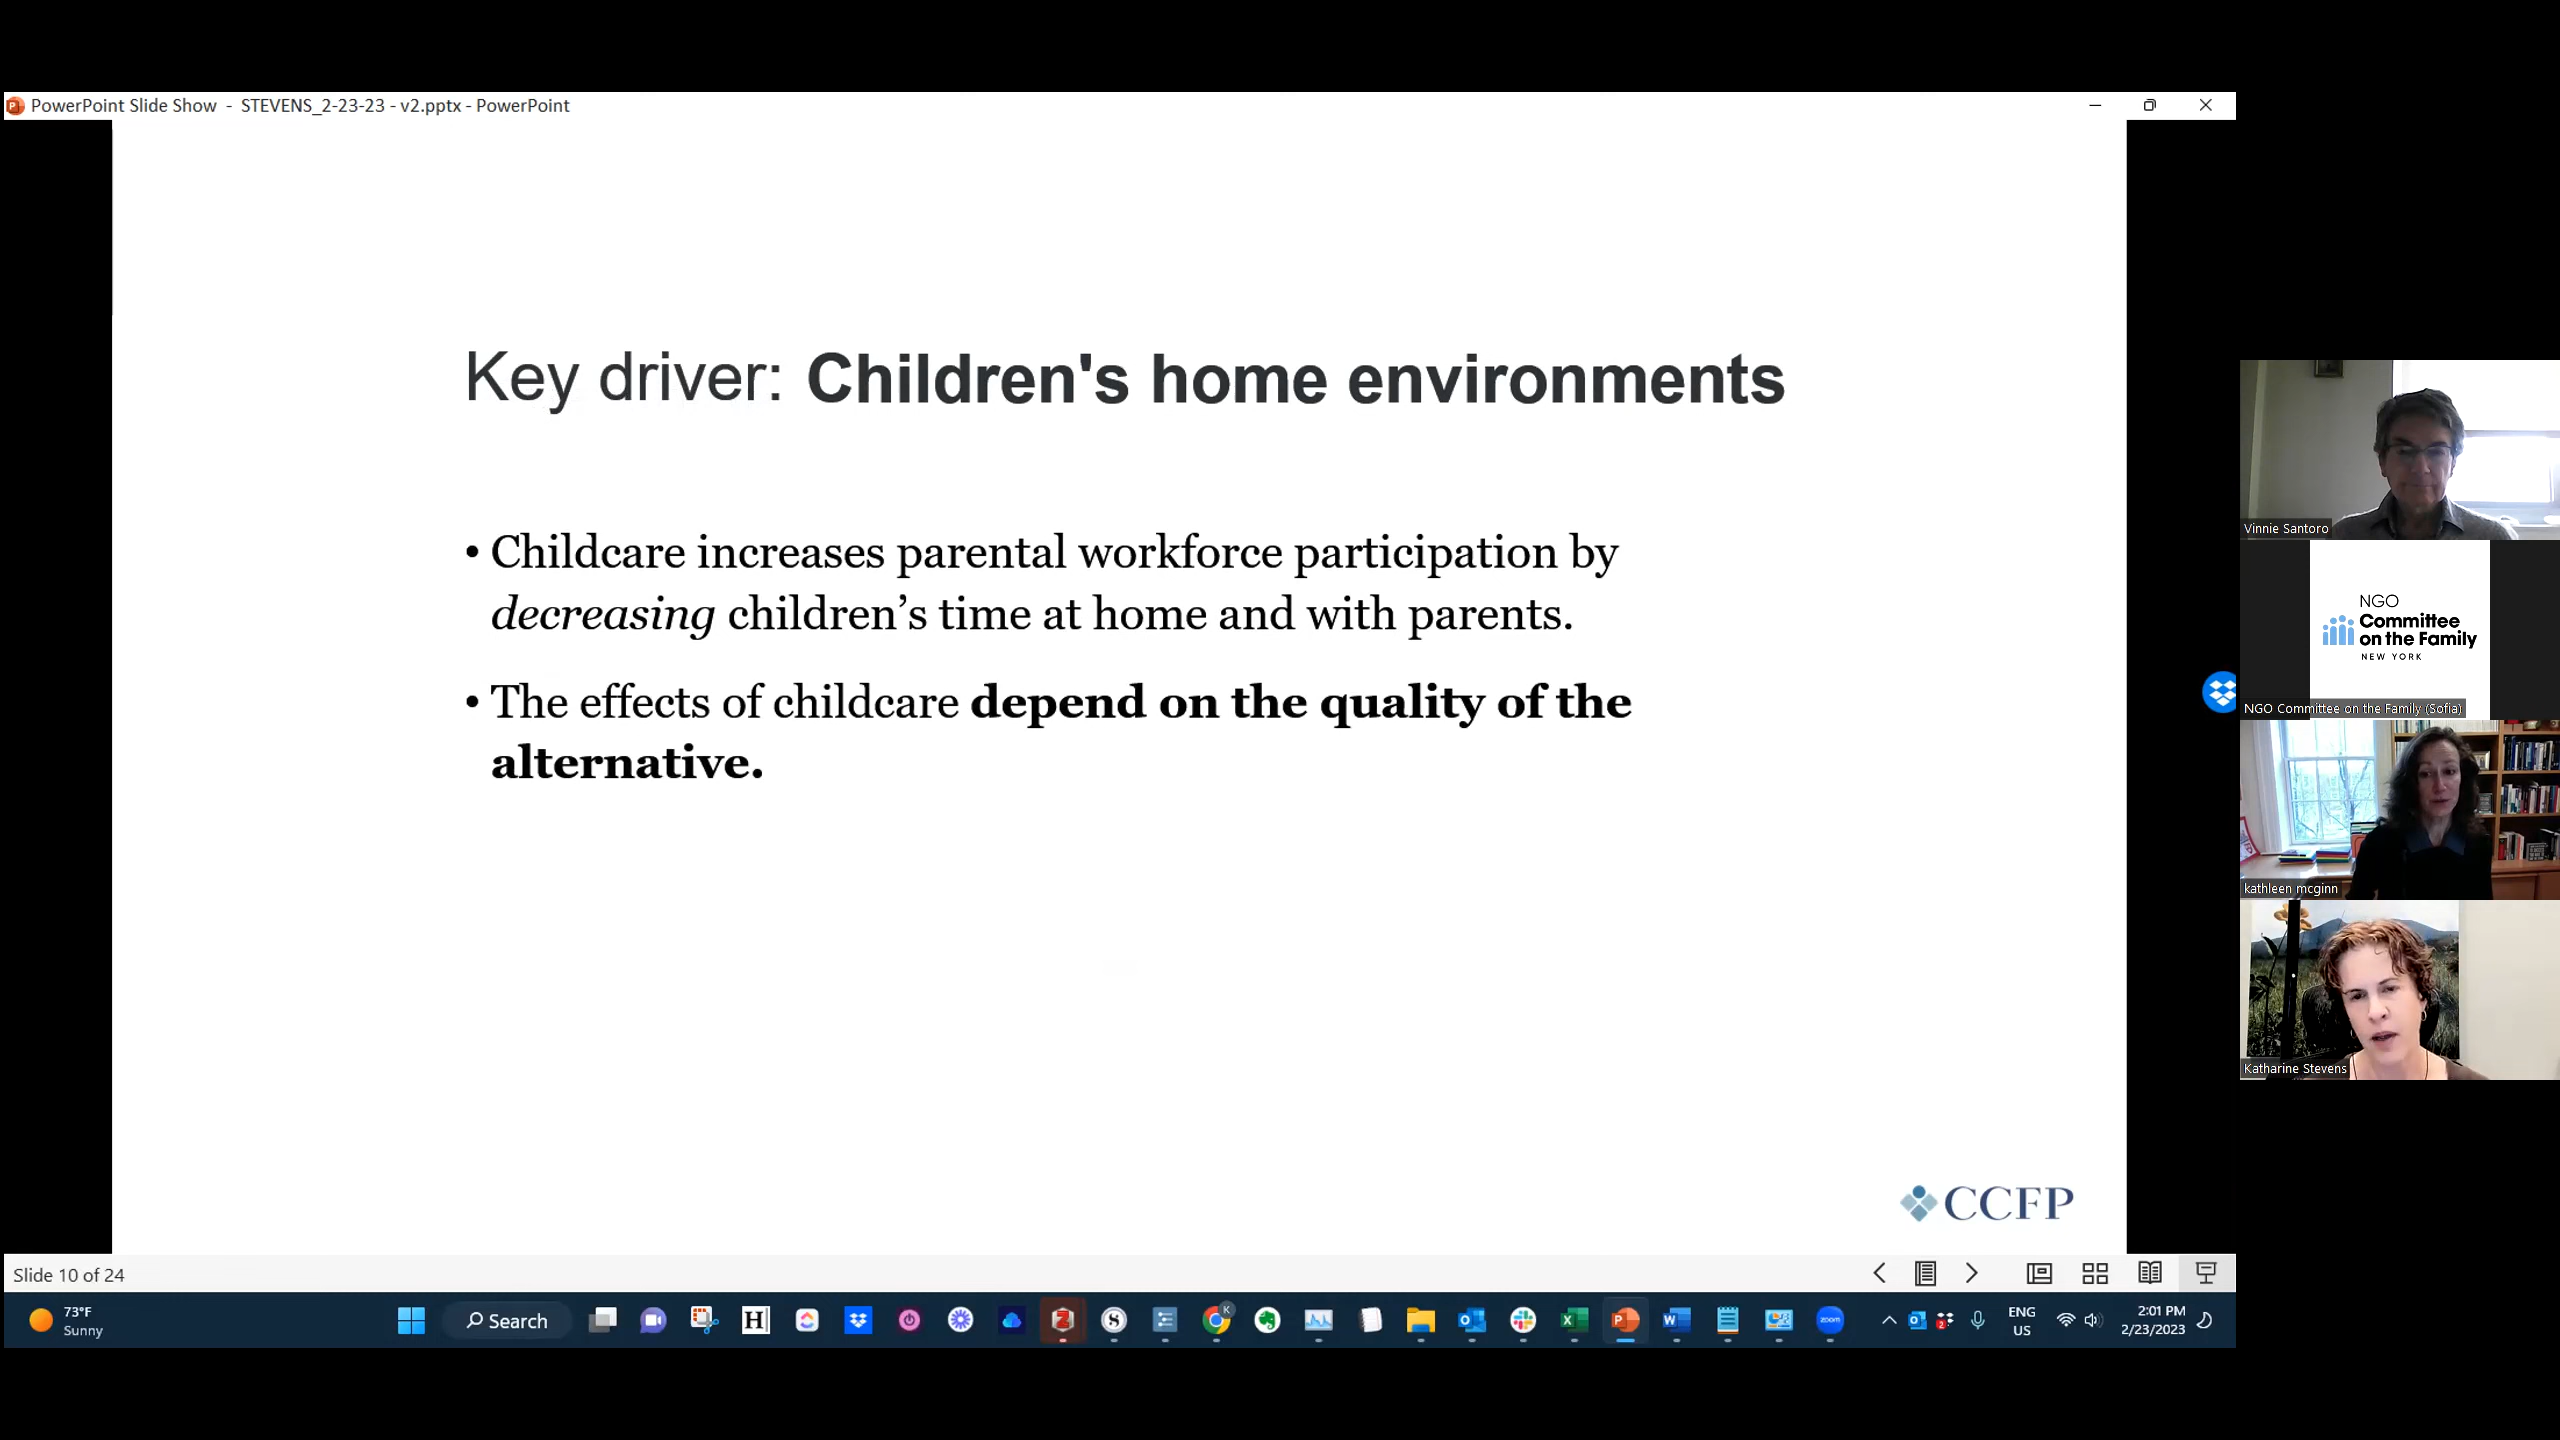 PowerPoint Slide Show - STEVENS_2-23-23 - v2.pptx - PowerPoint
Key driver: Children's home environments
• Childcare increases parental workforce participation by
decreasing children’s time at home and with parents.
• The effects of childcare depend on the quality of the
alternative.
CCFP
Vinnie Santoro
NGO
Committee
on the Family
NEW YORK
NGO Committee on the Family (Sofia)
kathleen mcginn
Katharine Stevens
Slide 10 of 24
73°F
Sunny
Search
ENG
US
2:01 PM
2/23/2023